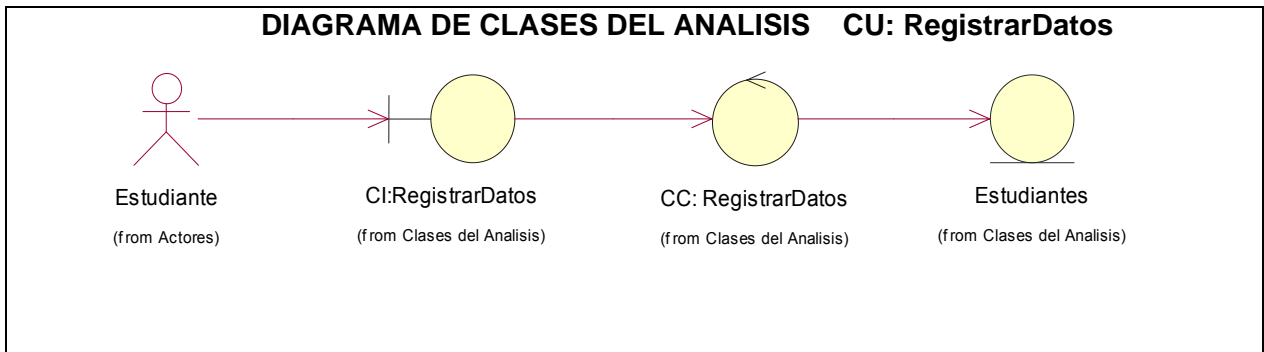 DIAGRAMA DE CLASES DEL ANALISIS CU: RegistrarDatos
Estudiante
(from Actores)
CI:RegistrarDatos
(from Clases del Analisis)
CC: RegistrarDatos
(from Clases del Analisis)
Estudiantes
(from Clases del Analisis)